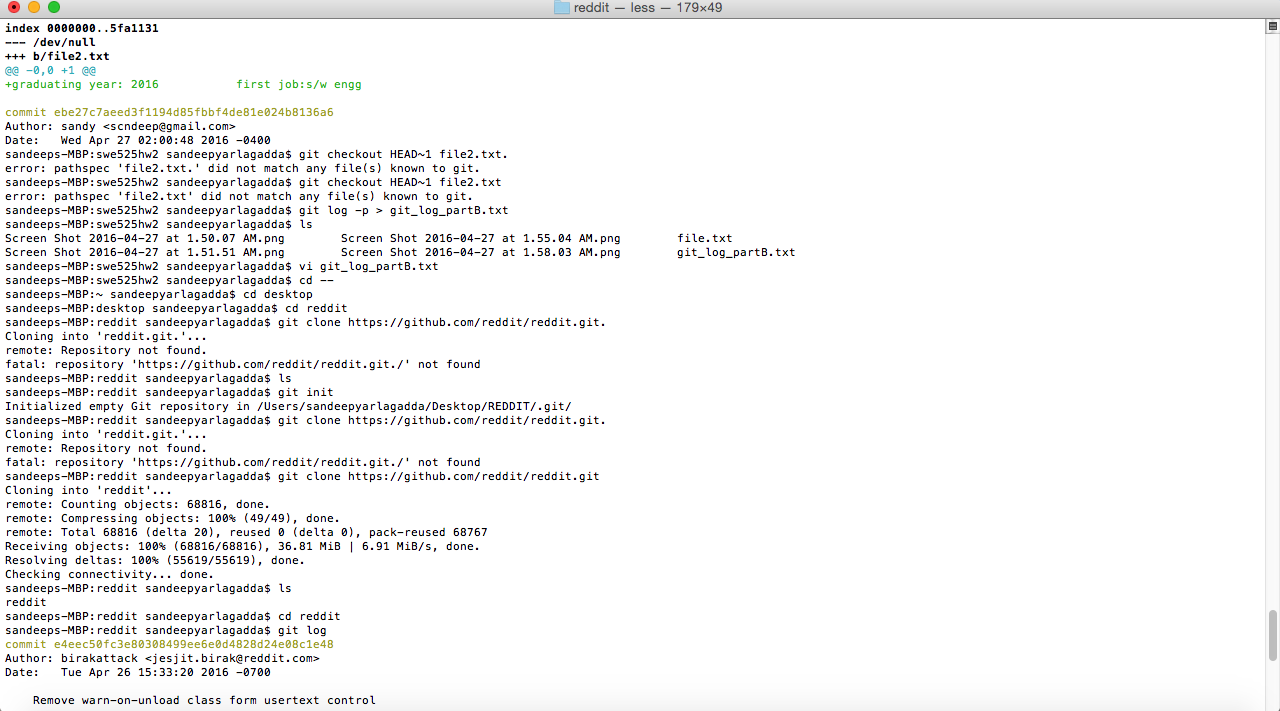 reddit — less — 179×49
index 0000000..5fa1131
--- /dev/null
+++ b/file2.txt
@@ -0,0 +1 @@
+graduating year: 2016           first job:s/w engg
commit ebe27c7aeed3f1194d85fbbf4de81e024b8136a6
Author: sandy <scndeep@gmail.com>
Date:   Wed Apr 27 02:00:48 2016 -0400
sandeeps-MBP:swe525hw2 sandeepyarlagadda$ git checkout HEAD~1 file2.txt.
error: pathspec 'file2.txt.' did not match any file(s) known to git.
sandeeps-MBP:swe525hw2 sandeepyarlagadda$ git checkout HEAD~1 file2.txt
error: pathspec 'file2.txt' did not match any file(s) known to git.
sandeeps-MBP:swe525hw2 sandeepyarlagadda$ git log -p > git_log_partB.txt
sandeeps-MBP:swe525hw2 sandeepyarlagadda$ ls
Screen Shot 2016-04-27 at 1.50.07 AM.png        Screen Shot 2016-04-27 at 1.55.04 AM.png        file.txt
Screen Shot 2016-04-27 at 1.51.51 AM.png        Screen Shot 2016-04-27 at 1.58.03 AM.png        git_log_partB.txt
sandeeps-MBP:swe525hw2 sandeepyarlagadda$ vi git_log_partB.txt
sandeeps-MBP:swe525hw2 sandeepyarlagadda$ cd --
sandeeps-MBP:~ sandeepyarlagadda$ cd desktop
sandeeps-MBP:desktop sandeepyarlagadda$ cd reddit
sandeeps-MBP:reddit sandeepyarlagadda$ git clone https://github.com/reddit/reddit.git.
Cloning into 'reddit.git.'...
remote: Repository not found.
fatal: repository 'https://github.com/reddit/reddit.git./' not found
sandeeps-MBP:reddit sandeepyarlagadda$ ls
sandeeps-MBP:reddit sandeepyarlagadda$ git init
Initialized empty Git repository in /Users/sandeepyarlagadda/Desktop/REDDIT/.git/
sandeeps-MBP:reddit sandeepyarlagadda$ git clone https://github.com/reddit/reddit.git.
Cloning into 'reddit.git.'...
remote: Repository not found.
fatal: repository 'https://github.com/reddit/reddit.git./' not found
sandeeps-MBP:reddit sandeepyarlagadda$ git clone https://github.com/reddit/reddit.git
Cloning into 'reddit'...
remote: Counting objects: 68816, done.
remote: Compressing objects: 100% (49/49), done.
remote: Total 68816 (delta 20), reused 0 (delta 0), pack-reused 68767
Receiving objects: 100% (68816/68816), 36.81 MiB | 6.91 MiB/s, done.
Resolving deltas: 100% (55619/55619), done.
Checking connectivity... done.
sandeeps-MBP:reddit sandeepyarlagadda$ ls
reddit
sandeeps-MBP:reddit sandeepyarlagadda$ cd reddit
sandeeps-MBP:reddit sandeepyarlagadda$ git log
commit e4eec50fc3e80308499ee6e0d4828d24e08c1e48
Author: birakattack <jesjit.birak@reddit.com>
Date:   Tue Apr 26 15:33:20 2016 -0700
    Remove warn-on-unload class form usertext control